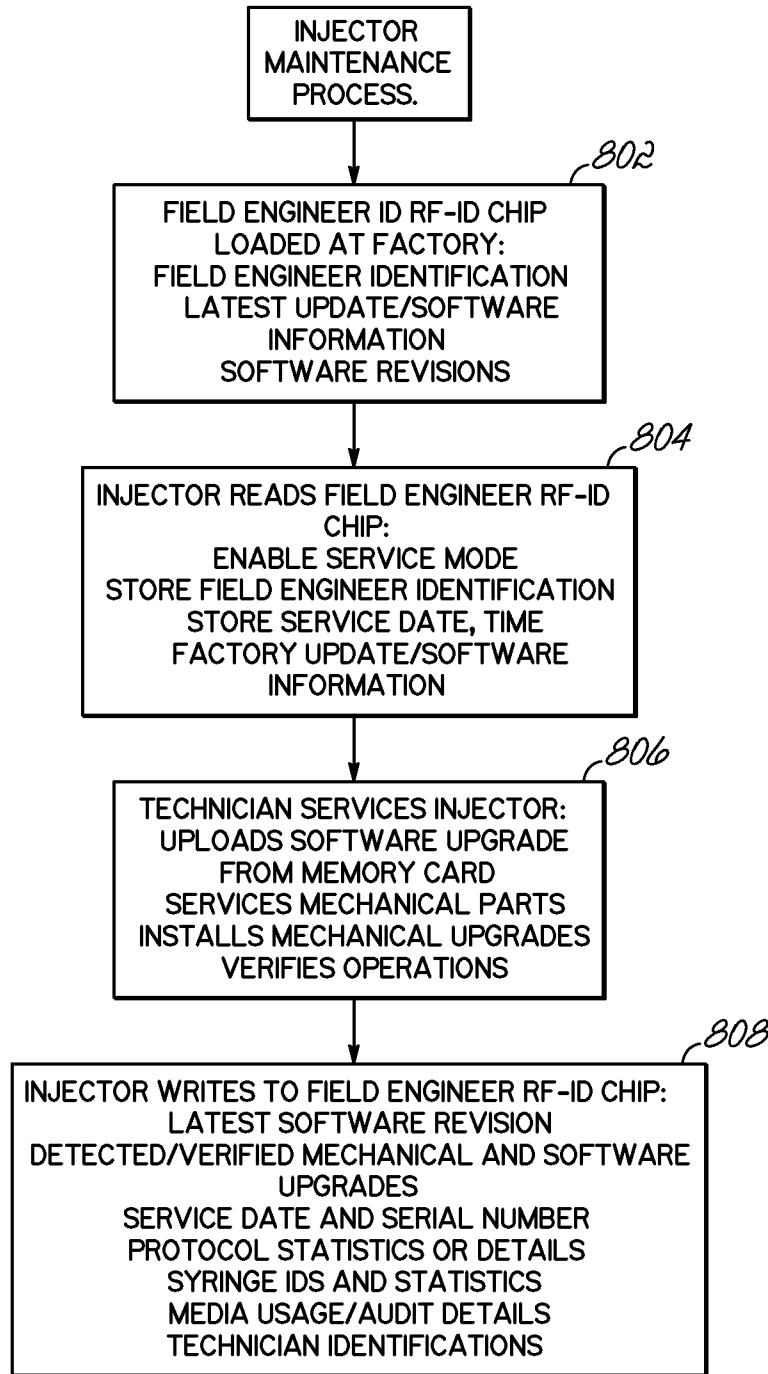 INJECTOR
MAINTENANCE
PROCESS.
802
FIELD ENGINEER ID RF-ID CHIP
LOADED AT FACTORY:
FIELD ENGINEER IDENTIFICATION
LATEST UPDATE/SOFTWARE
INFORMATION
SOFTWARE REVISIONS
804
INJECTOR READS FIELD ENGINEER RF-ID
CHIP:
ENABLE SERVICE MODE
STORE FIELD ENGINEER IDENTIFICATION
STORE SERVICE DATE, TIME
FACTORY UPDATE/SOFTWARE
INFORMATION
806
TECHNICIAN SERVICES INJECTOR:
UPLOADS SOFTWARE UPGRADE
FROM MEMORY CARD
SERVICES MECHANICAL PARTS
INSTALLS MECHANICAL UPGRADES
VERIFIES OPERATIONS
808
INJECTOR WRITES TO FIELD ENGINEER RF-ID CHIP:
LATEST SOFTWARE REVISION
DETECTED/VERIFIED MECHANICAL AND SOFTWARE
UPGRADES
SERVICE DATE AND SERIAL NUMBER
PROTOCOL STATISTICS OR DETAILS
SYRINGE IDS AND STATISTICS
MEDIA USAGE/AUDIT DETAILS
TECHNICIAN IDENTIFICATIONS